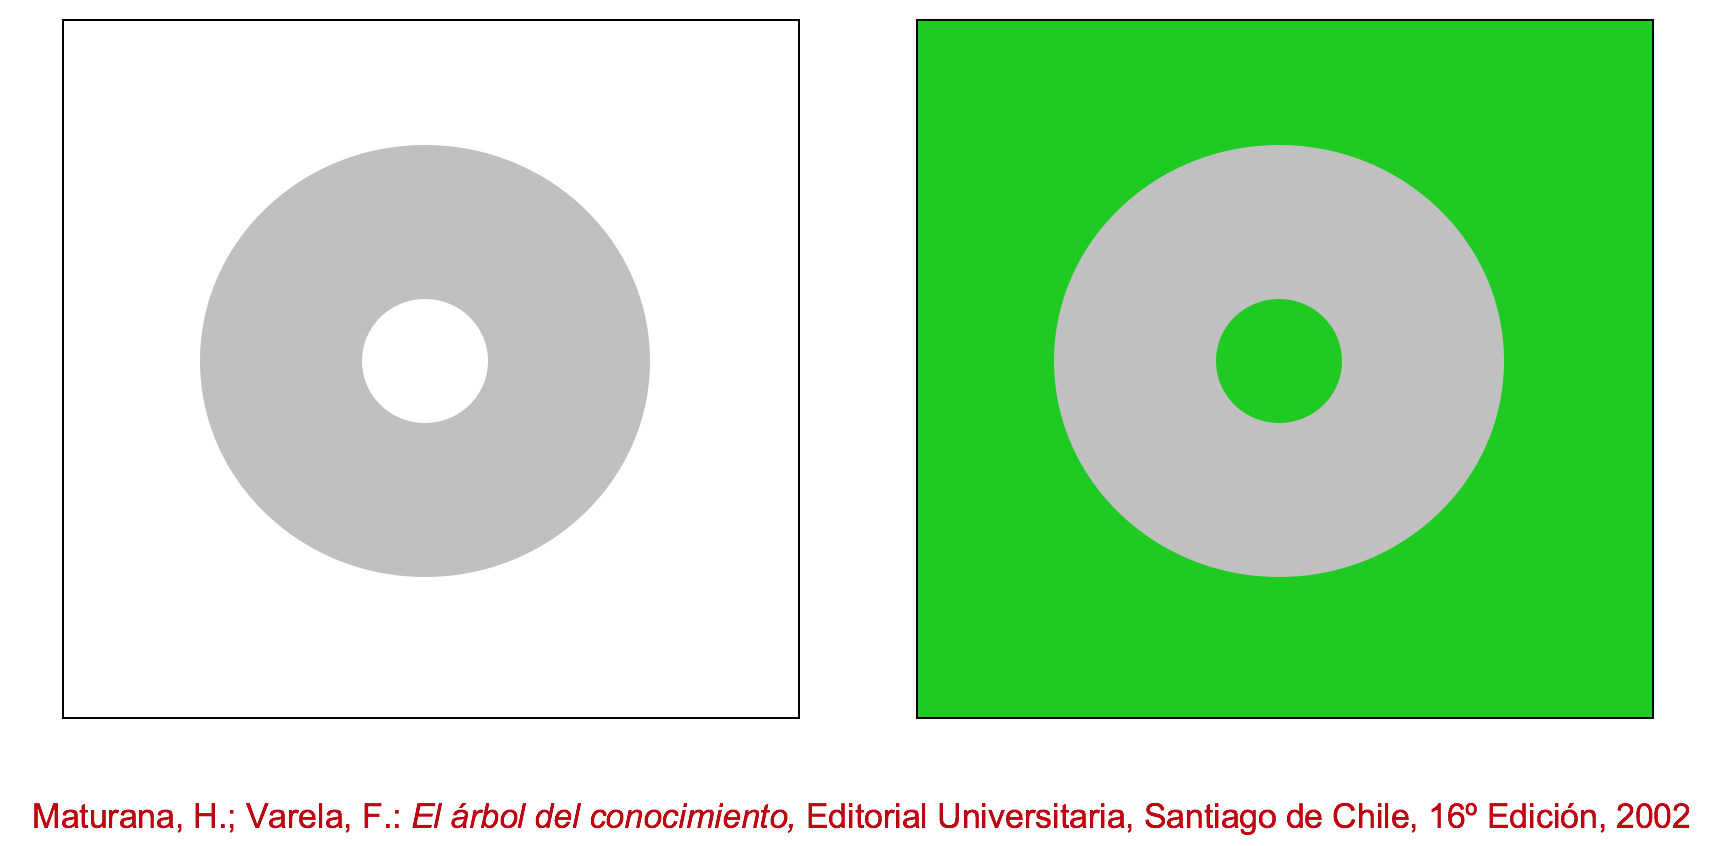 Maturana, H.; Varela, F.: El árbol del conocimiento, Editorial Universitaria, Santiago de Chile, 16º Edición, 2002